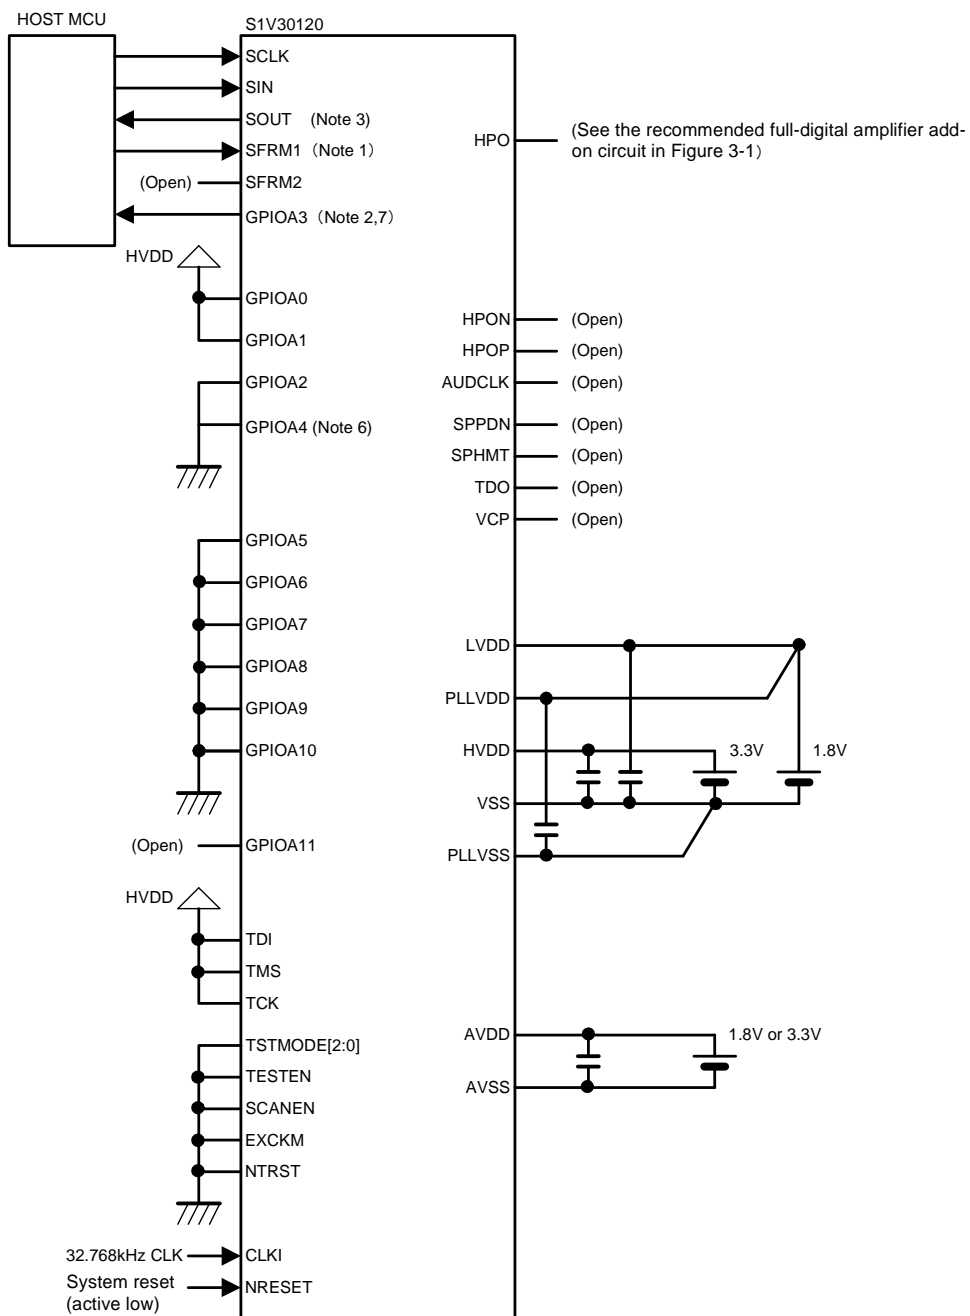 HOST MCU
S1V30120
SCLK
SIN
SOUT (Note 3)
SFRM1 (Note 1)
(Open) SFRM2
GPIOA3 (Note 2,7)
HPO
(See the recommended full-digital amplifier add-
on circuit in Figure 3-1)
HVDD
GPIOA0
GPIOA1
GPIOA2
GPIOA4 (Note 6)
HPON (Open)
HPOP (Open)
AUDCLK (Open)
SPPDN (Open)
SPHMT (Open)
TDO (Open)
VCP (Open)
GPIOA5
GPIOA6
GPIOA7
GPIOA8
GPIOA9
GPIOA10
LVDD
PLLVDD
HVDD 3.3V 1.8V
VSS
PLLVSS
(Open) GPIOA11
HVDD
TDI
TMS
TCK
TSTMODE[2:0]
TESTEN
SCANEN
EXCKM
NTRST
AVDD 1.8V or 3.3V
AVSS
32.768kHz CLK CLKI
System reset
(active low)
NRESET